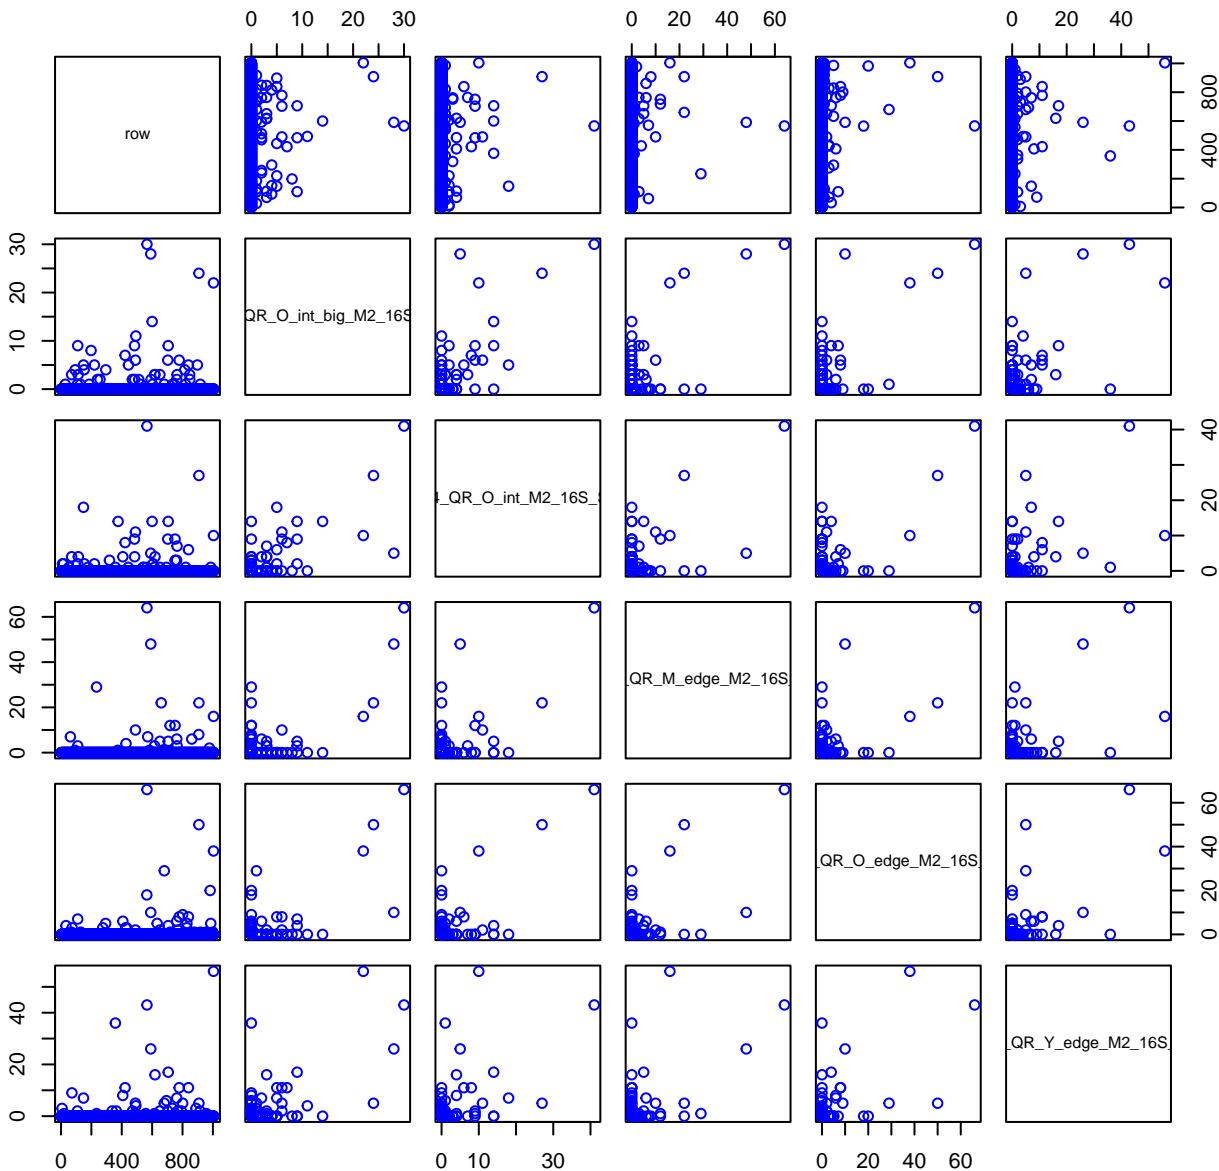 0 10 20 30 0 20 40 60 0 20 40
row
0 400 800
0 10 20 30
QR_O_int_big_M2_16S
4_QR_O_int_M2_16S_S
0 20 40
0 20 40 60
_QR_M_edge_M2_16S_
_QR_O_edge_M2_16S_
0 20 40 60
0 20 40
_QR_Y_edge_M2_16S_
0 400 800 0 10 30 0 20 40 60